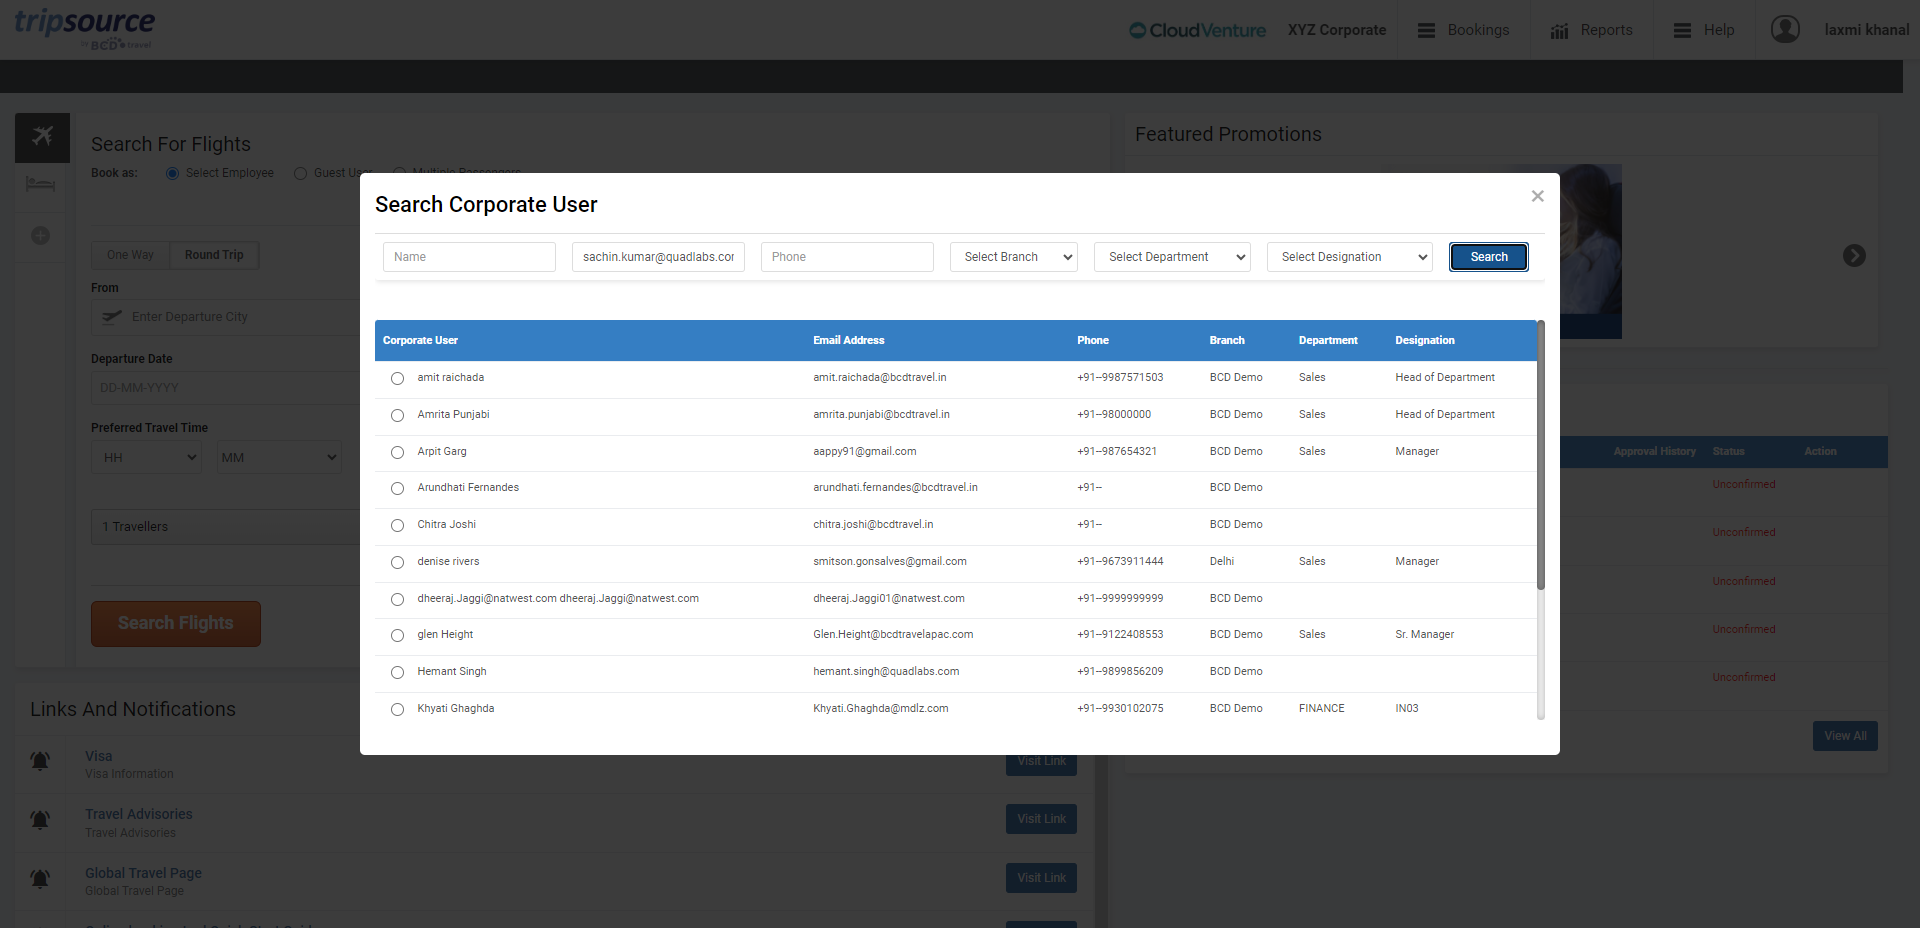 tripsource
by BCD travel
CloudVenture
XYZ Corporate
Bookings
Reports
Help
laxmi khanal
Search For Flights
Book as:
Select Employee
Guest User
Multiple Passengers
One Way
Round Trip
From
Enter Departure City
Departure Date
DD-MM-YYYY
Preferred Travel Time
HH
MM
1 Travellers
Search Flights
Featured Promotions
Search Corporate User
×
Name
sachin.kumar@quadlabs.cor
Phone
Select Branch
Select Department
Select Designation
Search
Corporate User Email Address Phone Branch Department Designation
amit raichada amit.raichada@bcdtravel.in +91--9987571503 BCD Demo Sales Head of Department
Amrita Punjabi amrita.punjabi@bcdtravel.in +91--98000000 BCD Demo Sales Head of Department
Arpit Garg aappy91@gmail.com +91--987654321 BCD Demo Sales Manager
Arundhati Fernandes arundhati.fernandes@bcdtravel.in +91-- BCD Demo
Chitra Joshi chitra.joshi@bcdtravel.in +91-- BCD Demo
denise rivers smitson.gonsalves@gmail.com +91--9673911444 Delhi Sales Manager
dheeraj.Jaggi@natwest.com dheeraj.Jaggi@natwest.com dheeraj.Jaggi01@natwest.com +91--9999999999 BCD Demo
glen Height Glen.Height@bcdtravelapac.com +91--9122408553 BCD Demo Sales Sr. Manager
Hemant Singh hemant.singh@quadlabs.com +91--9899856209 BCD Demo
Khyati Ghaghda Khyati.Ghaghda@mdlz.com +91--9930102075 BCD Demo FINANCE IN03
Approval History Status Action
Unconfirmed
Unconfirmed
Unconfirmed
Unconfirmed
Unconfirmed
View All
Links And Notifications
Visa
Visa Information
Visit Link
Travel Advisories
Travel Advisories
Visit Link
Global Travel Page
Global Travel Page
Visit Link